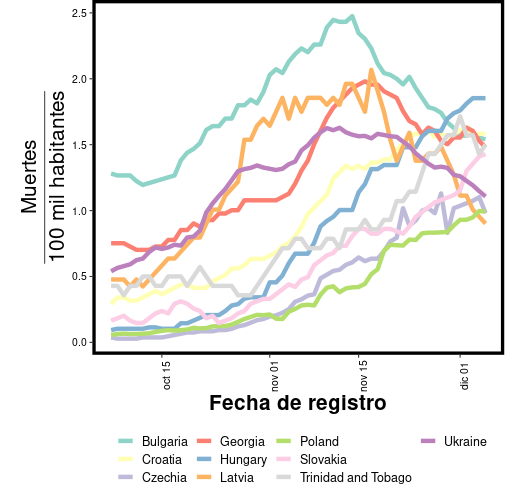 2.5
2.0
1.5
1.0
0.5
0.0
Muertes
100 mil habitantes
oct 15
nov 01
nov 15
dic 01
Fecha de registro
Bulgaria Georgia Poland Ukraine
Croatia Hungary Slovakia
Czechia Latvia Trinidad and Tobago